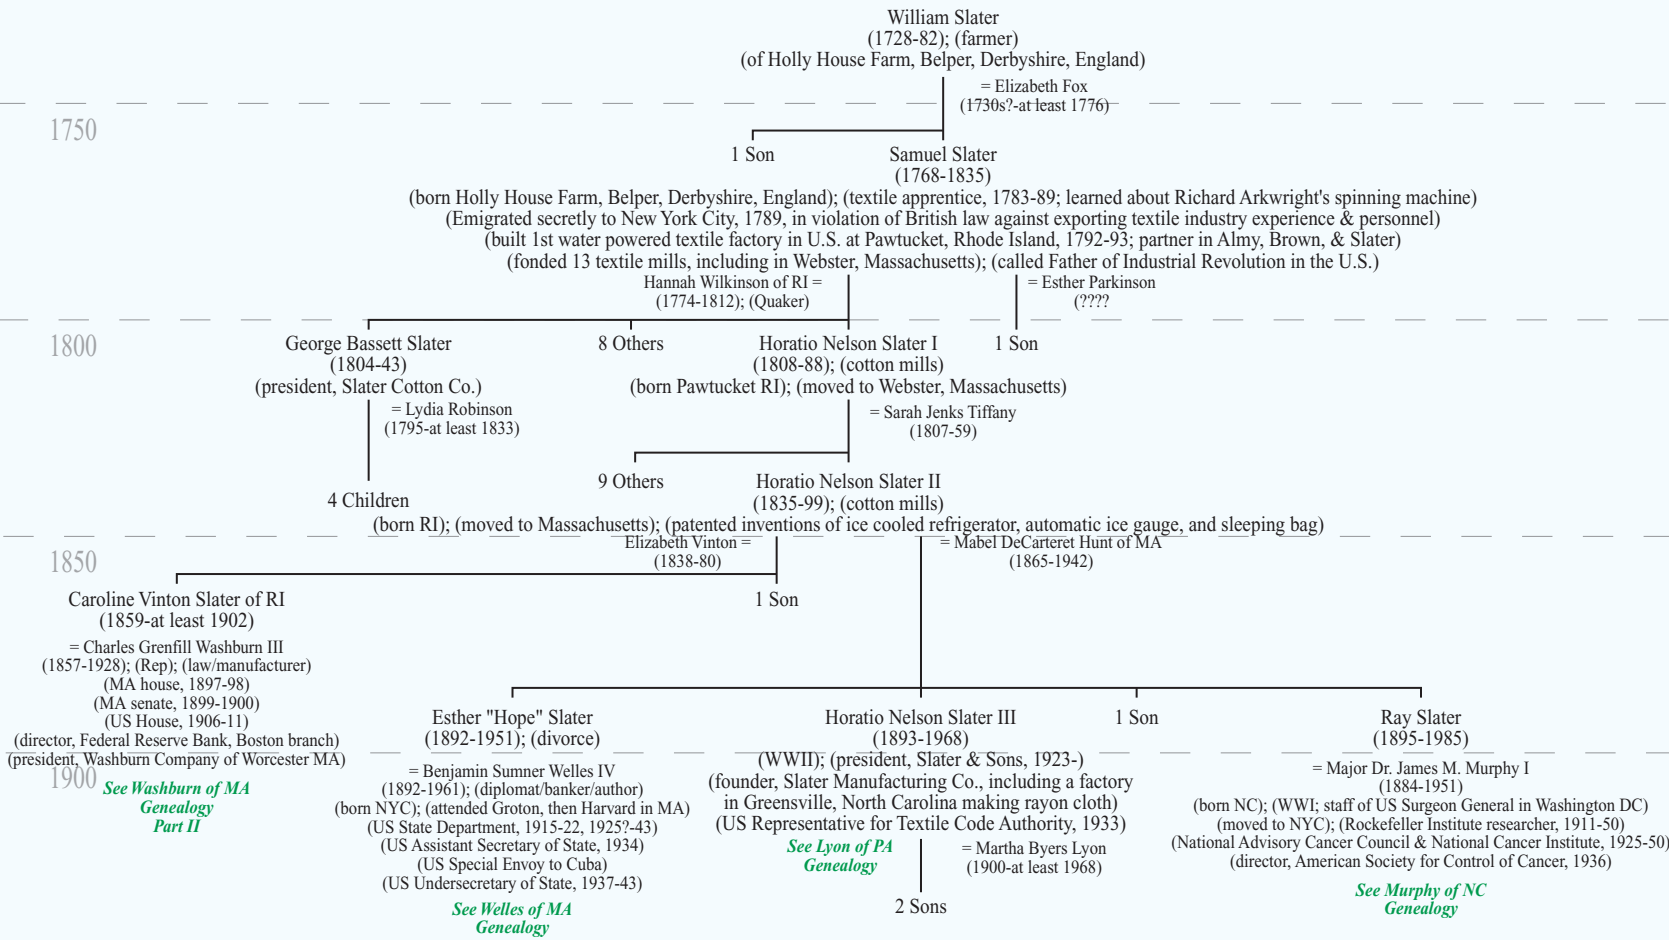 William Slater
(1728-82); (farmer)
(of Holly House Farm, Belper, Derbyshire, England)
= Elizabeth Fox
(1730s?-at least 1776)
1750
1 Son
Samuel Slater
(1768-1835)
(born Holly House Farm, Belper, Derbyshire, England); (textile apprentice, 1783-89; learned about Richard Arkwright's spinning machine)
(Emigrated secretly to New York City, 1789, in violation of British law against exporting textile industry experience & personnel)
(built 1st water powered textile factory in U.S. at Pawtucket, Rhode Island, 1792-93; partner in Almy, Brown, & Slater)
(fonded 13 textile mills, including in Webster, Massachusetts); (called Father of Industrial Revolution in the U.S.)
Hannah Wilkinson of RI =
(1774-1812); (Quaker)
= Esther Parkinson
(????
1800
George Bassett Slater
(1804-43)
(president, Slater Cotton Co.)
8 Others
Horatio Nelson Slater I
(1808-88); (cotton mills)
(born Pawtucket RI); (moved to Webster, Massachusetts)
1 Son
= Lydia Robinson
(1795-at least 1833)
= Sarah Jenks Tiffany
(1807-59)
4 Children
9 Others
Horatio Nelson Slater II
(1835-99); (cotton mills)
(born RI); (moved to Massachusetts); (patented inventions of ice cooled refrigerator, automatic ice gauge, and sleeping bag)
Elizabeth Vinton =
(1838-80)
= Mabel DeCarteret Hunt of MA
(1865-1942)
1850
Caroline Vinton Slater of RI
(1859-at least 1902)
1 Son
= Charles Grenfill Washburn III
(1857-1928); (Rep); (law/manufacturer)
(MA house, 1897-98)
(MA senate, 1899-1900)
(US House, 1906-11)
(director, Federal Reserve Bank, Boston branch)
(president, Washburn Company of Worcester MA)
1900
See Washburn of MA
Genealogy
Part II
Esther "Hope" Slater
(1892-1951); (divorce)
= Benjamin Sumner Welles IV
(1892-1961); (diplomat/banker/author)
(born NYC); (attended Groton, then Harvard in MA)
(US State Department, 1915-22, 1925?-43)
(US Assistant Secretary of State, 1934)
(US Special Envoy to Cuba)
(US Undersecretary of State, 1937-43)
See Welles of MA
Genealogy
Horatio Nelson Slater III
(1893-1968)
(WWII); (president, Slater & Sons, 1923-)
(founder, Slater Manufacturing Co., including a factory
in Greensville, North Carolina making rayon cloth)
(US Representative for Textile Code Authority, 1933)
See Lyon of PA
Genealogy
= Martha Byers Lyon
(1900-at least 1968)
2 Sons
1 Son
Ray Slater
(1895-1985)
= Major Dr. James M. Murphy I
(1884-1951)
(born NC); (WWI; staff of US Surgeon General in Washington DC)
(moved to NYC); (Rockefeller Institute researcher, 1911-50)
(National Advisory Cancer Council & National Cancer Institute, 1925-50)
(director, American Society for Control of Cancer, 1936)
See Murphy of NC
Genealogy